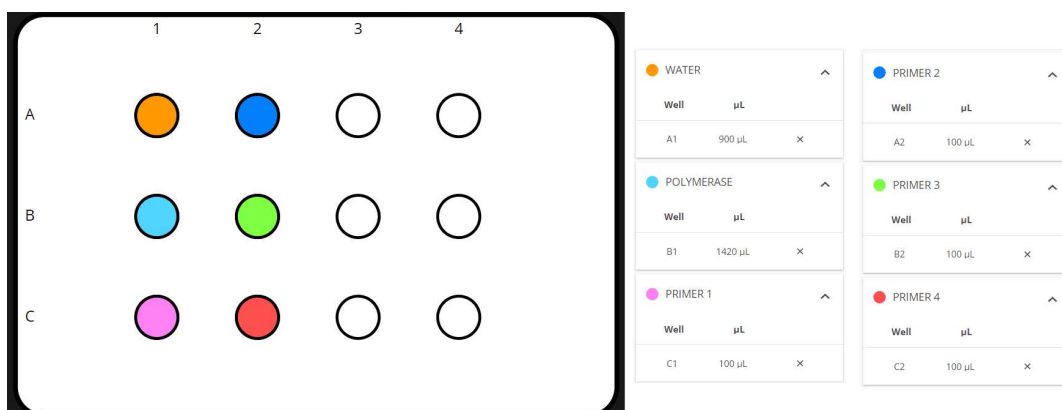 1 2 3 4
A
B
C
WATER
Well µL
A1 900 µL ×
POLYMERASE
Well µL
B1 1420 µL ×
PRIMER 1
Well µL
C1 100 µL ×
PRIMER 2
Well µL
A2 100 µL ×
PRIMER 3
Well µL
B2 100 µL ×
PRIMER 4
Well µL
C2 100 µL ×